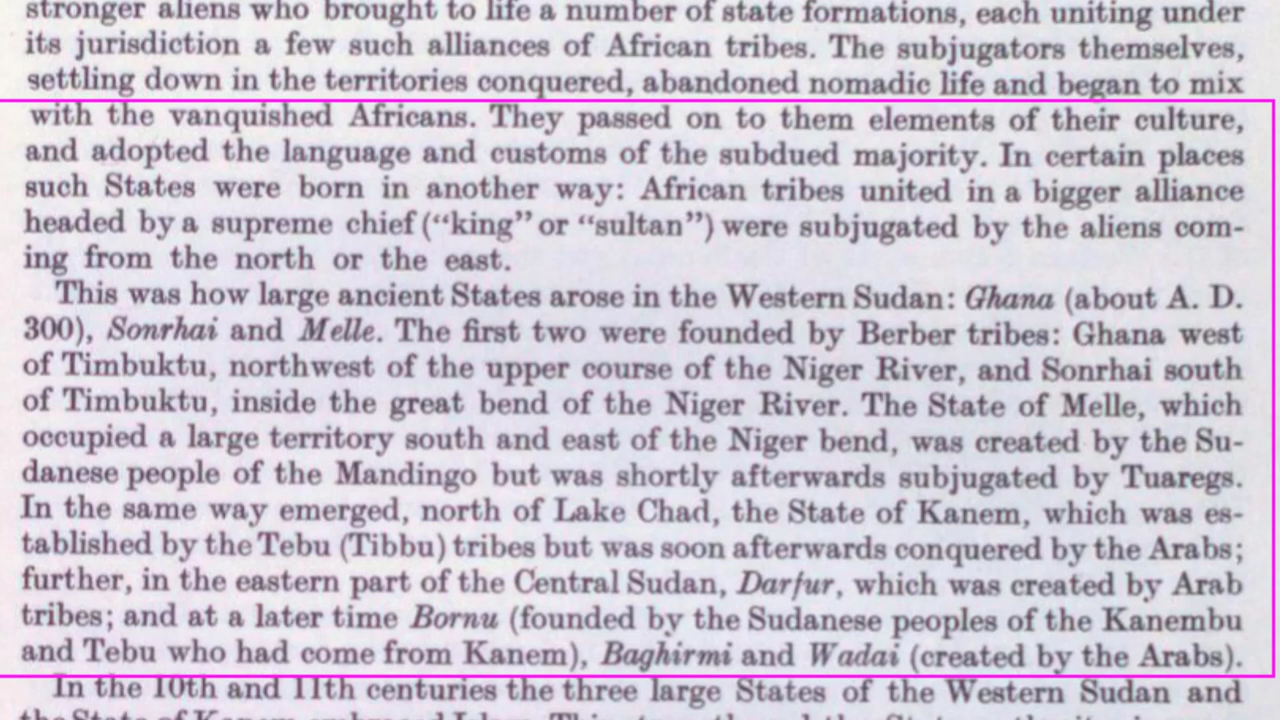 stronger aliens who brought to life a number of state formations, each uniting under
its jurisdiction a few such alliances of African tribes. The subjugators themselves,
settling down in the territories conquered, abandoned nomadic life and began to mix
with the vanquished Africans. They passed on to them elements of their culture,
and adopted the language and customs of the subdued majority. In certain places
such States were born in another way: African tribes united in a bigger alliance
headed by a supreme chief (“king” or “sultan”) were subjugated by the aliens com-
ing from the north or the east.
This was how large ancient States arose in the Western Sudan: Ghana (about A. D.
300), Sonrhai and Melle. The first two were founded by Berber tribes: Ghana west
of Timbuktu, northwest of the upper course of the Niger River, and Sonrhai south
of Timbuktu, inside the great bend of the Niger River. The State of Melle, which
occupied a large territory south and east of the Niger bend, was created by the Su-
danese people of the Mandingo but was shortly afterwards subjugated by Tuaregs.
In the same way emerged, north of Lake Chad, the State of Kanem, which was es-
tablished by the Tebu (Tibbu) tribes but was soon afterwards conquered by the Arabs;
further, in the eastern part of the Central Sudan, Darfur, which was created by Arab
tribes; and at a later time Bornu (founded by the Sudanese peoples of the Kanembu
and Tebu who had come from Kanem), Baghirmi and Wadai (created by the Arabs).
In the 10th and 11th centuries the three large States of the Western Sudan and
the State of Kanem embraced Islam. This